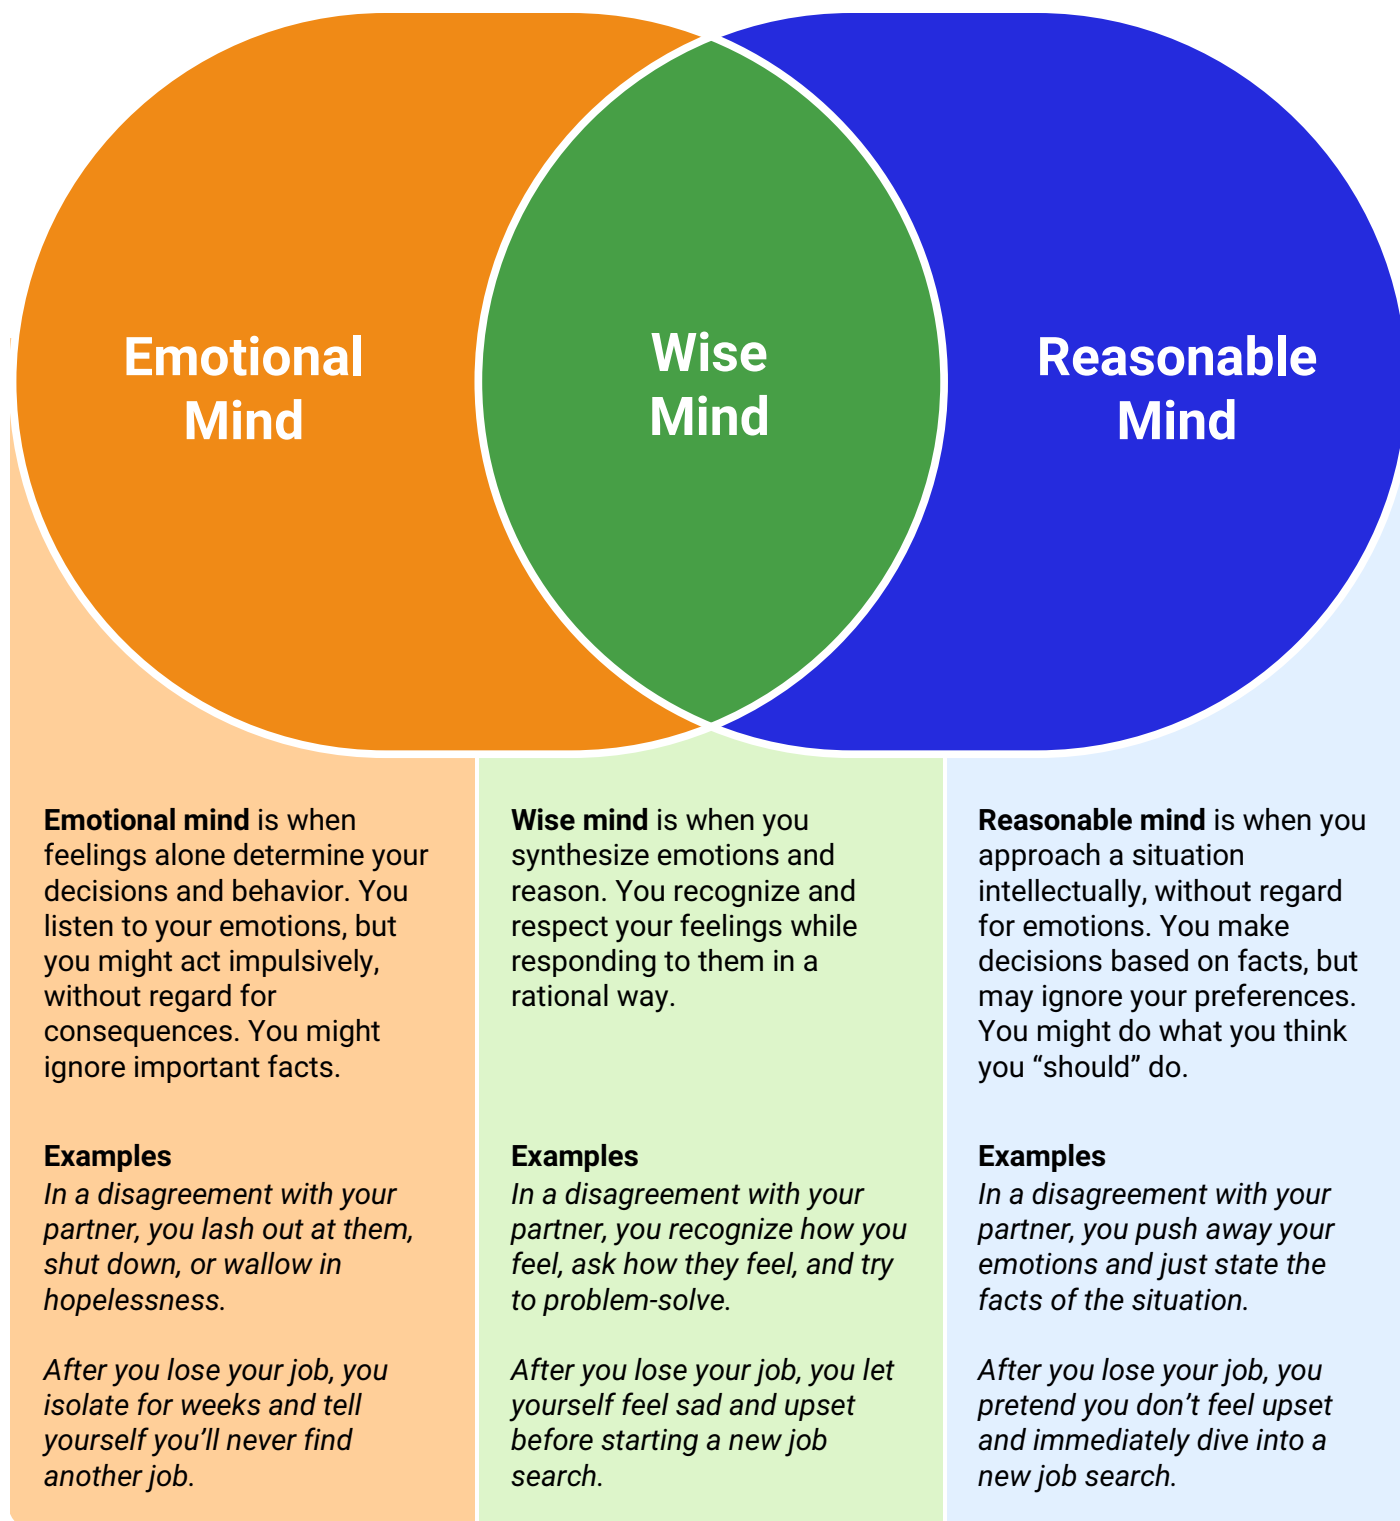 Emotional
Mind
Wise
Mind
Reasonable
Mind
Emotional mind is when
feelings alone determine your
decisions and behavior. You
listen to your emotions, but
you might act impulsively,
without regard for
consequences. You might
ignore important facts.
Examples
In a disagreement with your
partner, you lash out at them,
shut down, or wallow in
hopelessness.
After you lose your job, you
isolate for weeks and tell
yourself you’ll never find
another job.
Wise mind is when you
synthesize emotions and
reason. You recognize and
respect your feelings while
responding to them in a
rational way.
Examples
In a disagreement with your
partner, you recognize how you
feel, ask how they feel, and try
to problem-solve.
After you lose your job, you let
yourself feel sad and upset
before starting a new job
search.
Reasonable mind is when you
approach a situation
intellectually, without regard
for emotions. You make
decisions based on facts, but
may ignore your preferences.
You might do what you think
you “should” do.
Examples
In a disagreement with your
partner, you push away your
emotions and just state the
facts of the situation.
After you lose your job, you
pretend you don’t feel upset
and immediately dive into a
new job search.